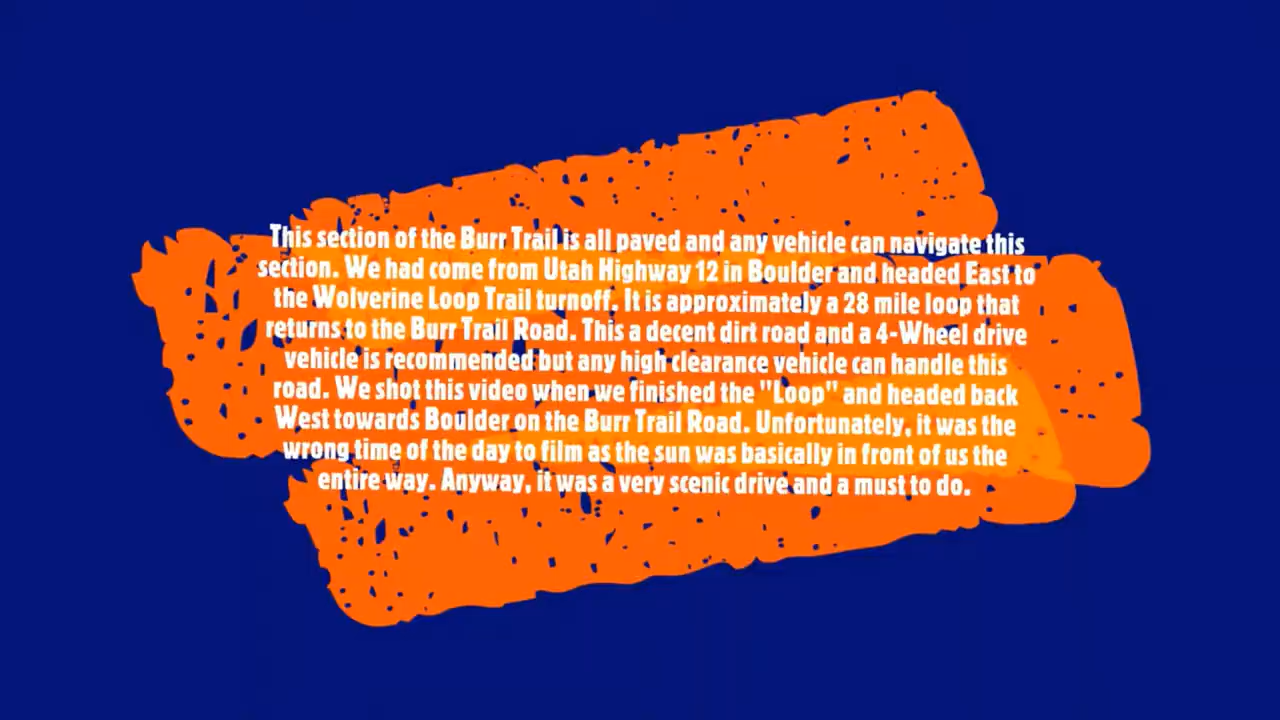 This section of the Burr Trail is all paved and any vehicle can navigate this
section. We had come from Utah Highway 12 in Boulder and headed East to
the Wolverine Loop Trail turnoff. It is approximately a 28 mile loop that
returns to the Burr Trail Road. This a decent dirt road and a 4-Wheel drive
vehicle is recommended but any high clearance vehicle can handle this
road. We shot this video when we finished the "Loop" and headed back
West towards Boulder on the Burr Trail Road. Unfortunately, it was the
wrong time of the day to film as the sun was basically in front of us the
entire way. Anyway, it was a very scenic drive and a must to do.